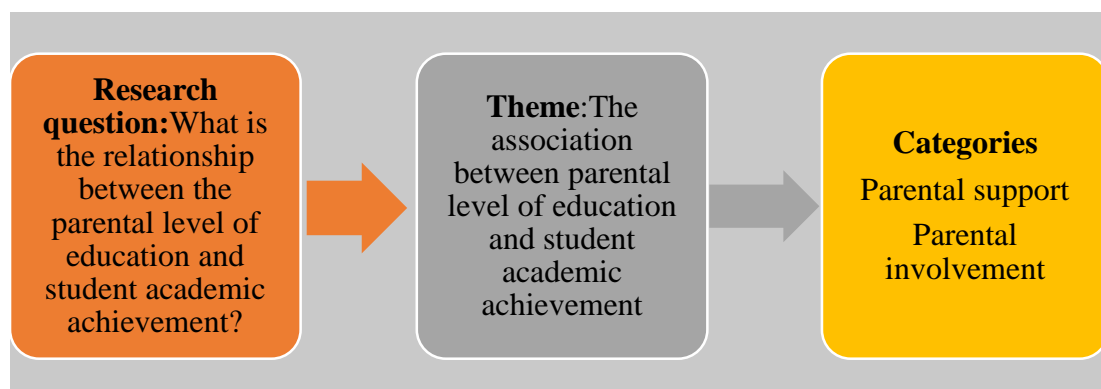 Research
question:What is
the relationship
between the
parental level of
education and
student academic
achievement?
Theme:The
association
between parental
level of education
and student
academic
achievement
Categories
Parental support
Parental
involvement